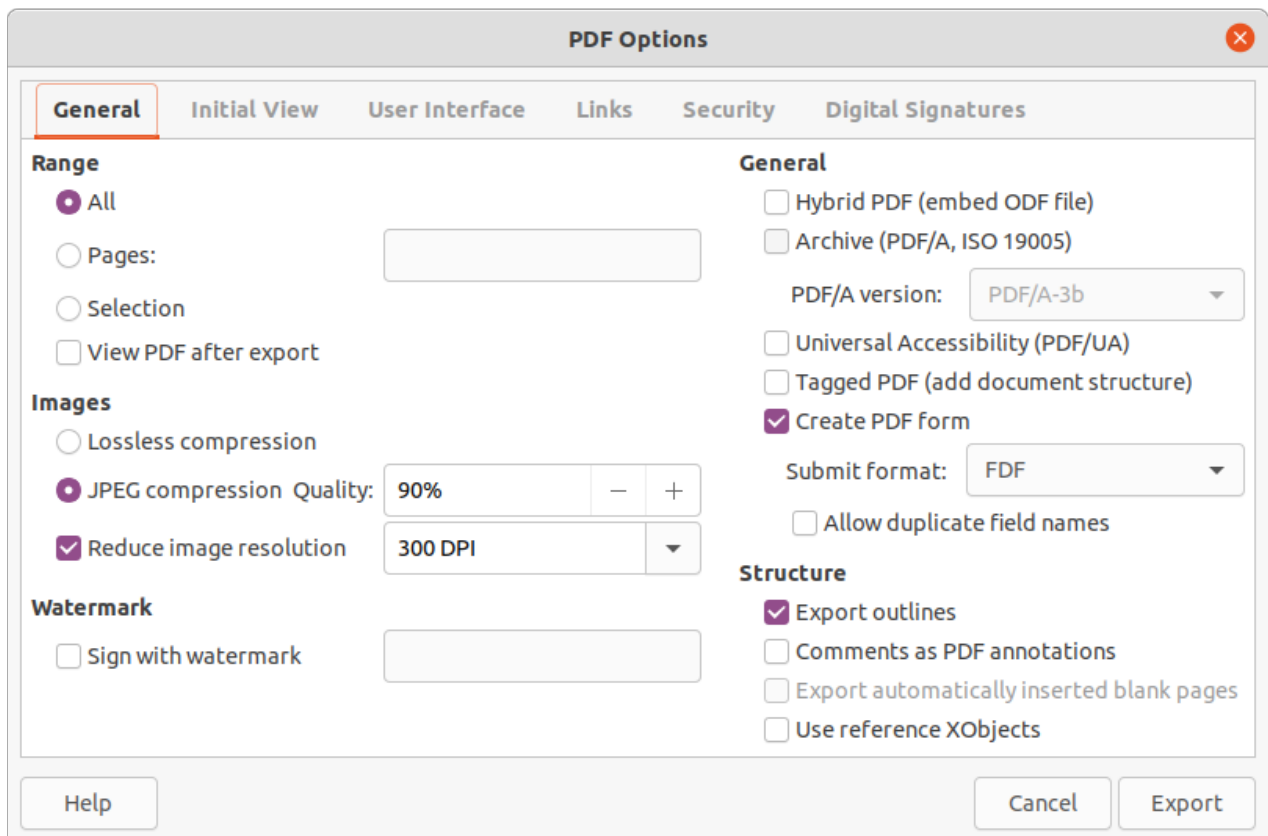 PDF Options
General Initial View User Interface Links Security Digital Signatures
Range
All
Pages:
Selection
View PDF after export
Images
Lossless compression
JPEG compression Quality: 90%
Reduce image resolution 300 DPI
Watermark
Sign with watermark
General
Hybrid PDF (embed ODF file)
Archive (PDF/A, ISO 19005)
PDF/A version: PDF/A-3b
Universal Accessibility (PDF/UA)
Tagged PDF (add document structure)
Create PDF form
Submit format: FDF
Allow duplicate field names
Structure
Export outlines
Comments as PDF annotations
Export automatically inserted blank pages
Use reference XObjects
Help Cancel Export